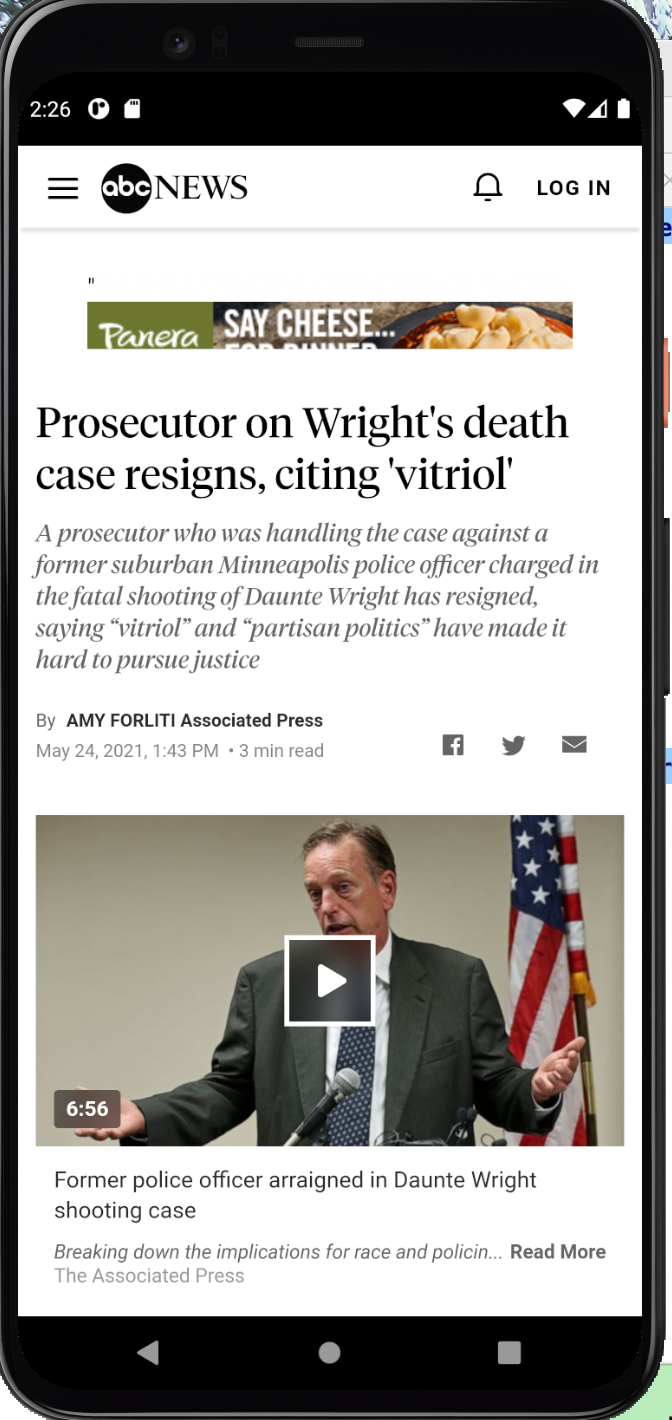 2:26
abc NEWS
LOG IN
"
Panera
SAY CHEESE...
FOR DINNER
Prosecutor on Wright's death
case resigns, citing 'vitriol'
A prosecutor who was handling the case against a
former suburban Minneapolis police officer charged in
the fatal shooting of Daunte Wright has resigned,
saying “vitriol” and “partisan politics” have made it
hard to pursue justice
By AMY FORLITI Associated Press
May 24, 2021, 1:43 PM • 3 min read
6:56
Former police officer arraigned in Daunte Wright
shooting case
Breaking down the implications for race and policin... Read More
The Associated Press